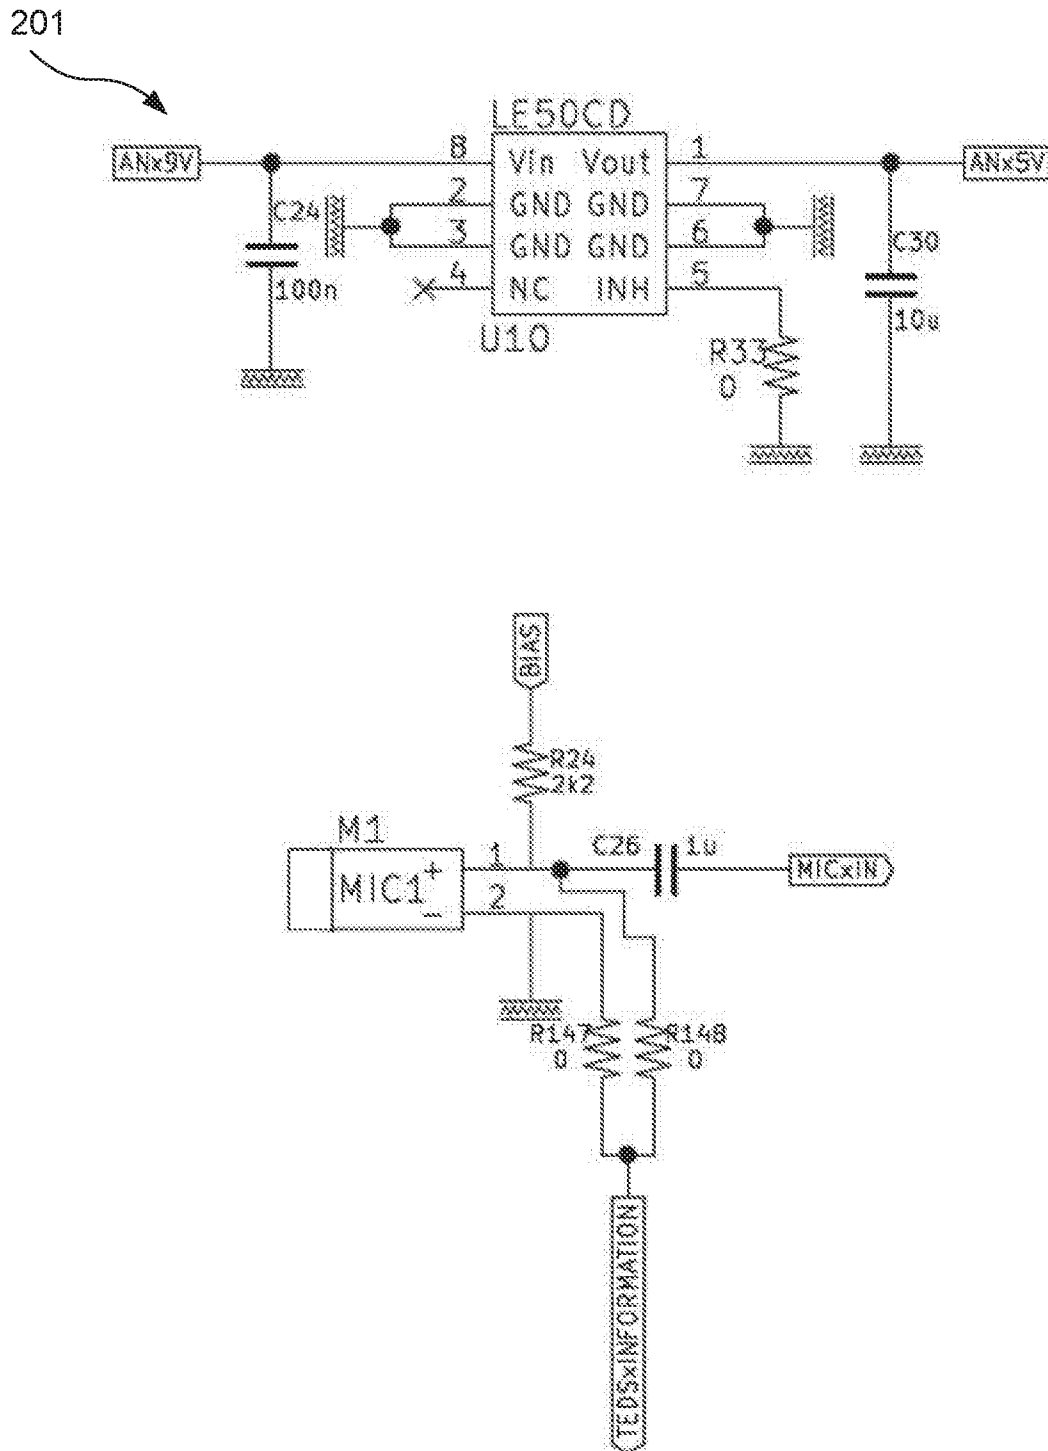 201
LE50CD
ANx9V
8
Vin
Vout
1
ANx5V
2
GND
GND
7
C24
3
GND
GND
6
C30
100n
4
NC
INH
5
10u
U10
R33
0
BIAS
R24
2k2
M1
1
C26
1u
MIC1
+
-
2
MICxIN
R147
0
R148
0
TEDSxINFORMATION